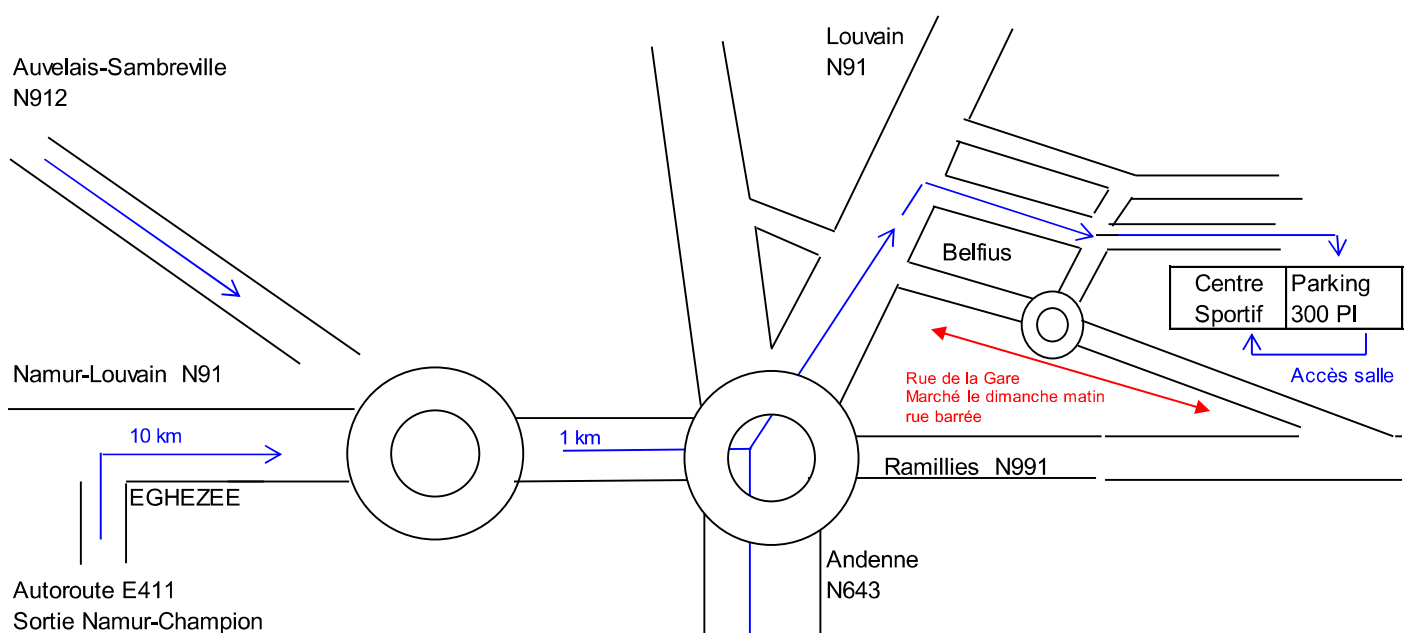 Auvelais-Sambreville
N912
Louvain
N91
Belfius
Centre
Sportif
Parking
300 Pl
Accès salle
Namur-Louvain N91
10 km
1 km
Rue de la Gare
Marché le dimanche matin
rue barrée
Ramillies N991
EGHEZEE
Andenne
N643
Autoroute E411
Sortie Namur-Champion